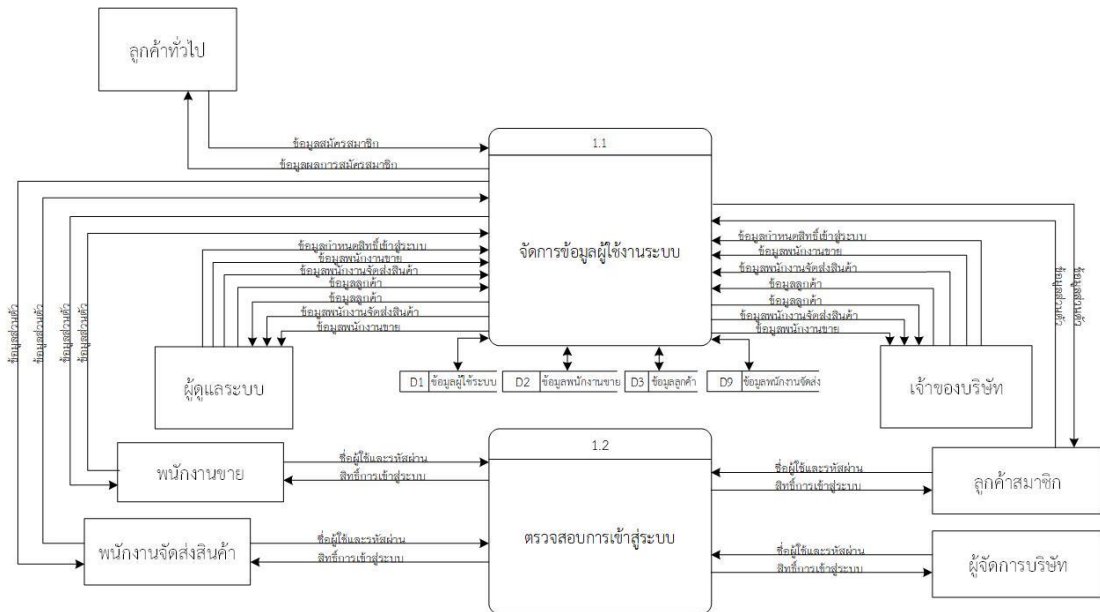 ลูกค้าทั่วไป
ข้อมูลสมัครสมาชิก
ข้อมูลผลการสมัครสมาชิก
1.1
จัดการข้อมูลผู้ใช้งานระบบ
ข้อมูลส่วนตัว
ข้อมูลส่วนตัว
ข้อมูลส่วนตัว
ข้อมูลส่วนตัว
ข้อมูลกำหนดสิทธิ์เข้าสู่ระบบ
ข้อมูลพนักงานขาย
ข้อมูลพนักงานจัดส่งสินค้า
ข้อมูลลูกค้า
ข้อมูลลูกค้า
ข้อมูลพนักงานจัดส่งสินค้า
ข้อมูลพนักงานขาย
ข้อมูลกำหนดสิทธิ์เข้าสู่ระบบ
ข้อมูลพนักงานขาย
ข้อมูลพนักงานจัดส่งสินค้า
ข้อมูลลูกค้า
ข้อมูลลูกค้า
ข้อมูลพนักงานจัดส่งสินค้า
ข้อมูลพนักงานขาย
ข้อมูลส่วนตัว
ข้อมูลส่วนตัว
ผู้ดูแลระบบ
D1 ข้อมูลผู้ใช้ระบบ
D2 ข้อมูลพนักงานขาย
D3 ข้อมูลลูกค้า
D9 ข้อมูลพนักงานจัดส่ง
เจ้าของบริษัท
1.2
ตรวจสอบการเข้าสู่ระบบ
พนักงานขาย
ชื่อผู้ใช้และรหัสผ่าน
สิทธิ์การเข้าสู่ระบบ
ชื่อผู้ใช้และรหัสผ่าน
สิทธิ์การเข้าสู่ระบบ
ลูกค้าสมาชิก
พนักงานจัดส่งสินค้า
ชื่อผู้ใช้และรหัสผ่าน
สิทธิ์การเข้าสู่ระบบ
ชื่อผู้ใช้และรหัสผ่าน
สิทธิ์การเข้าสู่ระบบ
ผู้จัดการบริษัท